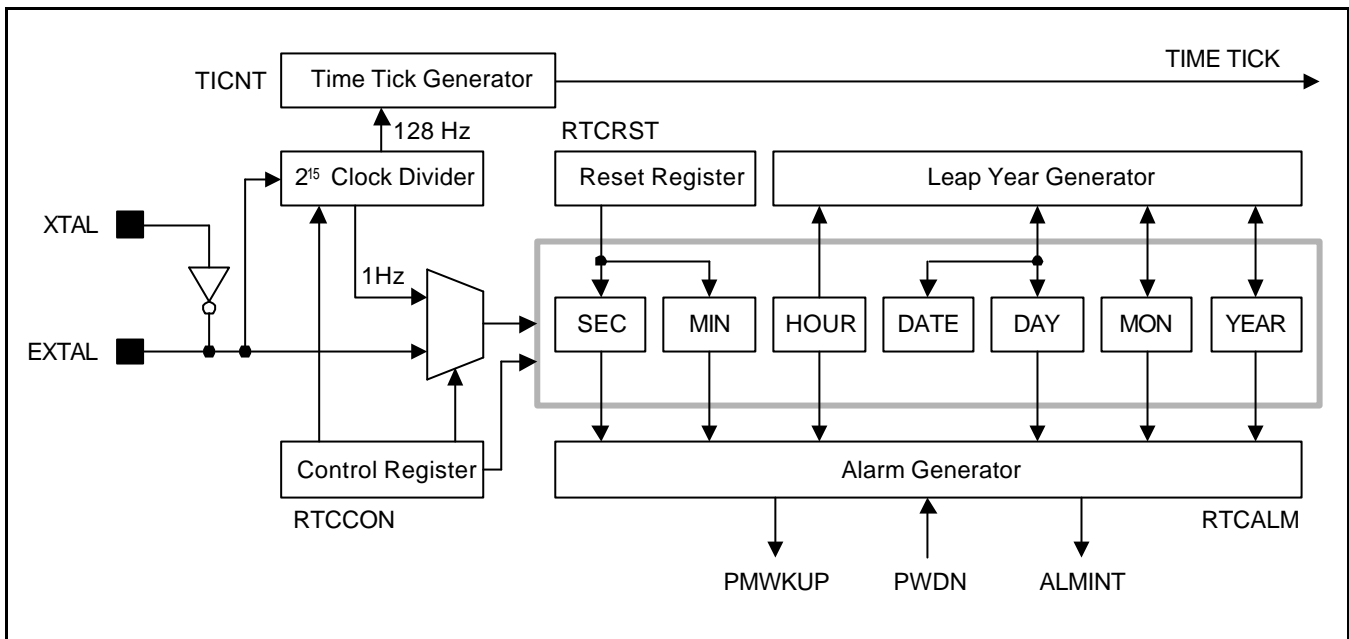 TIME TICK
TICNT
Time Tick Generator
128 Hz
RTCRST
2¹⁵ Clock Divider
Reset Register
Leap Year Generator
XTAL
1Hz
SEC
MIN
HOUR
DATE
DAY
MON
YEAR
EXTAL
Control Register
Alarm Generator
RTCCON
RTCALM
PMWKUP
PWDN
ALMINT